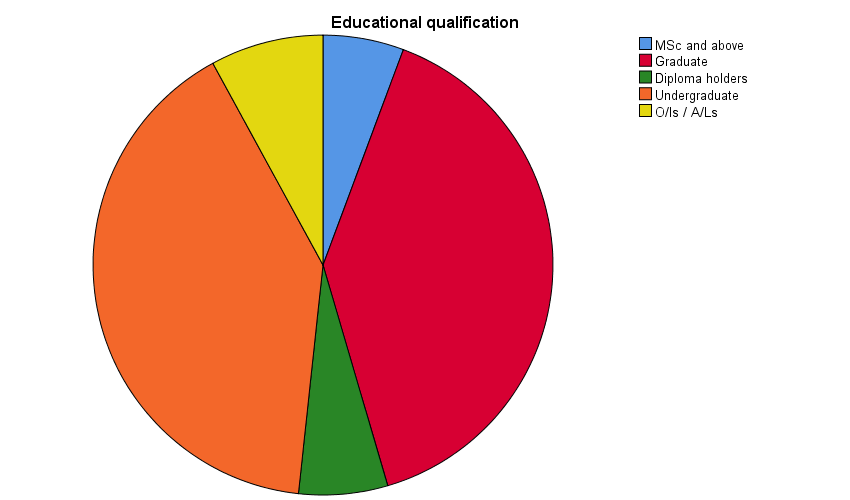 Educational qualification
MSc and above
Graduate
Diploma holders
Undergraduate
O/ls / A/Ls